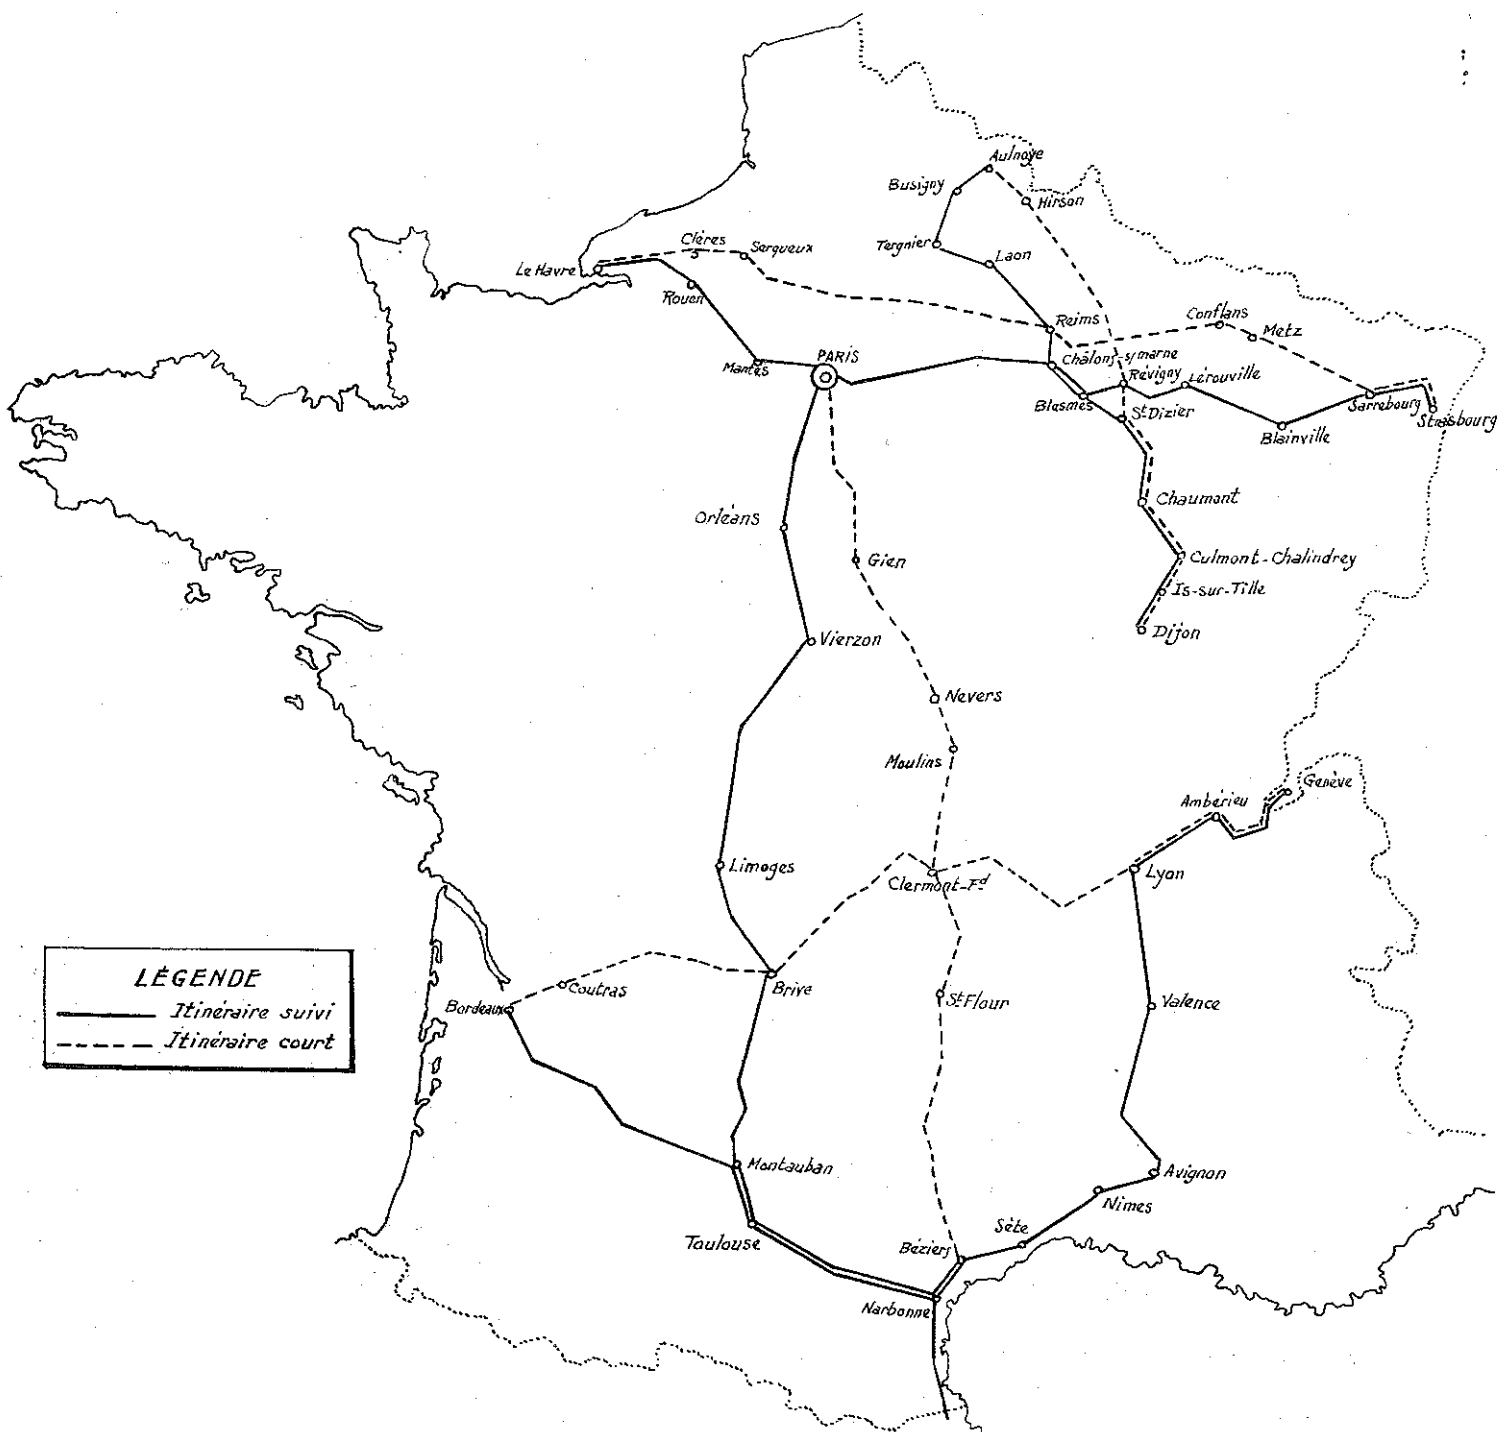 Aulnoye
Busigny
Hirson
Tergnier
Laon
Clères
Serqueux
Le Havre
Rouen
Reims
Conflans
Metz
Mantes
PARIS
Châlons-s/marne
Révigny
Lérouville
Blesmes
St Dizier
Sarrebourg
Strasbourg
Blainville
Chaumont
Orléans
Gien
Culmont-Chalindrey
Is-sur-Tille
Dijon
Vierzon
Nevers
Moulins
Genève
Ambérieu
Limoges
Clermont-Fd
Lyon
LÉGENDE
Itinéraire suivi
Itinéraire court
Bordeaux
Coutras
Brive
St Flour
Valence
Montauban
Avignon
Nîmes
Toulouse
Sète
Béziers
Narbonne